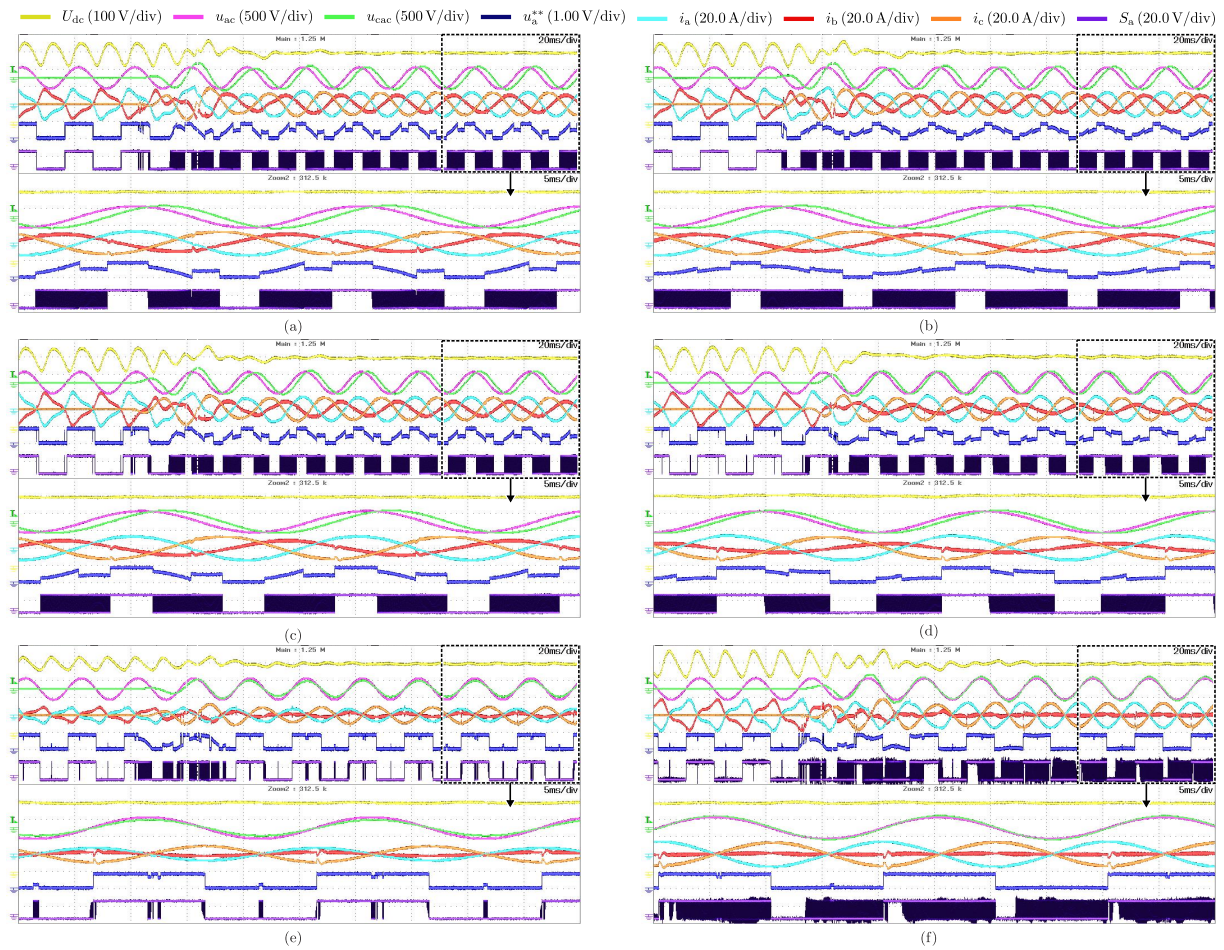 U_dc (100 V/div) u_ac (500 V/div) u_cac (500 V/div) u_a^** (1.00 V/div) i_a (20.0 A/div) i_b (20.0 A/div) i_c (20.0 A/div) S_a (20.0 V/div)
Main : 1.25 M 20ms/div Main : 1.25 M 20ms/div
Zoom2 : 312.5 k 5ms/div Zoom2 : 312.5 k 5ms/div
(a) (b)
Main : 1.25 M 20ms/div Main : 1.25 M 20ms/div
Zoom2 : 312.5 k 5ms/div Zoom2 : 312.5 k 5ms/div
(c) (d)
Main : 1.25 M 20ms/div Main : 1.25 M 20ms/div
Zoom2 : 312.5 k 5ms/div Zoom2 : 312.5 k 5ms/div
(e) (f)